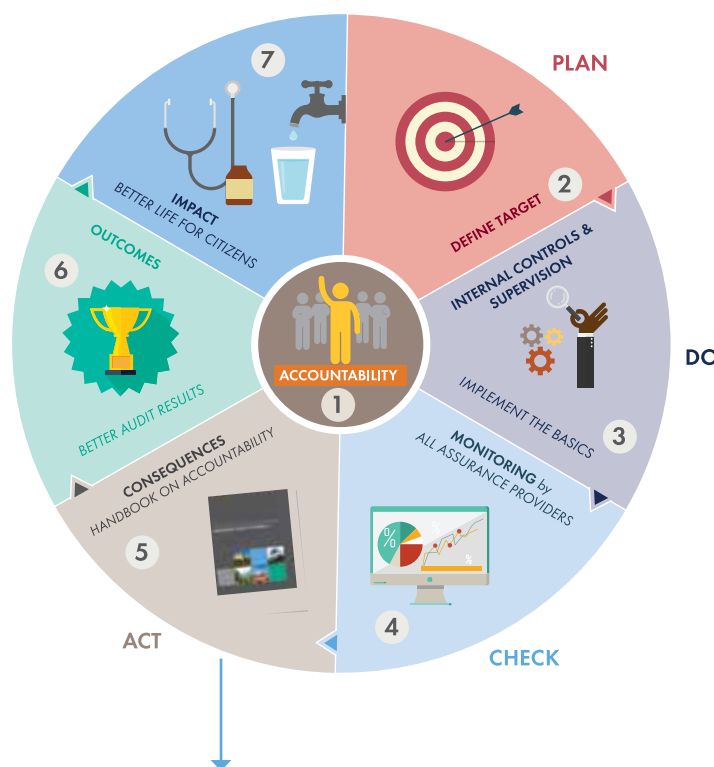 7
PLAN
2
DEFINE TARGET
IMPACT
BETTER LIFE FOR CITIZENS
INTERNAL CONTROLS &
SUPERVISION
OUTCOMES
6
ACCOUNTABILITY
1
DO
IMPLEMENT THE BASICS
3
BETTER AUDIT RESULTS
MONITORING by
ALL ASSURANCE PROVIDERS
CONSEQUENCES
HANDBOOK ON ACCOUNTABILITY
%
%
%
5
4
ACT
CHECK